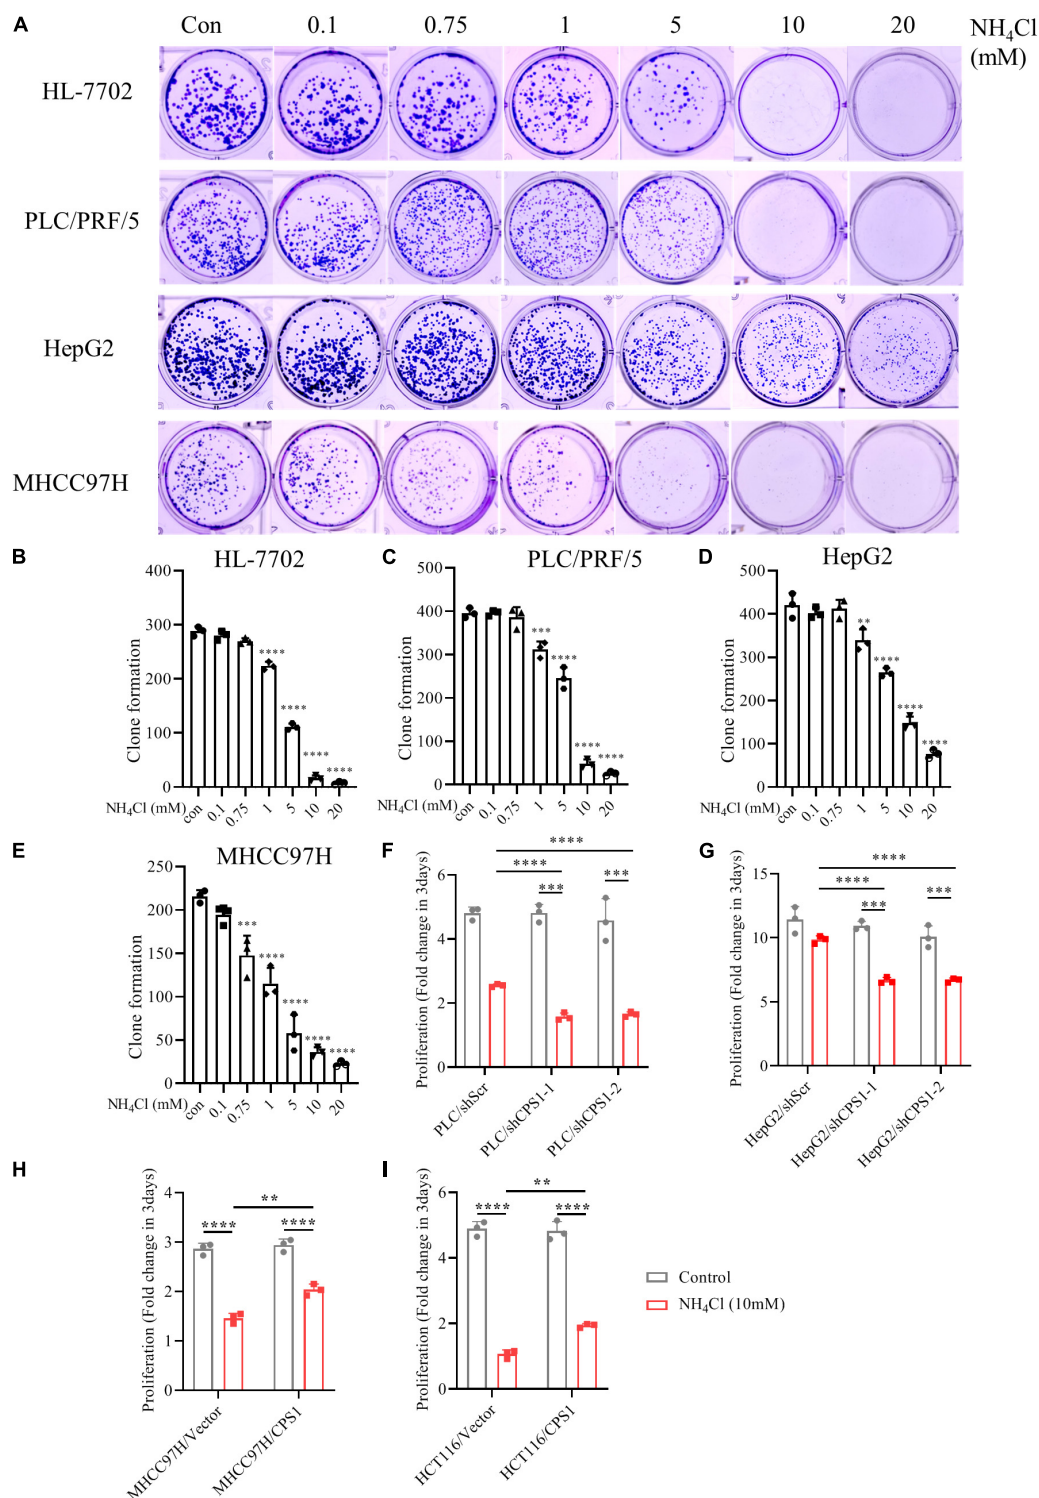 A Con 0.1 0.75 1 5 10 20 NH4Cl (mM)
HL-7702
PLC/PRF/5
HepG2
MHCC97H
B HL-7702
Clone formation
400
300
200
100
0
NH4Cl (mM) con 0.1 0.75 1 5 10 20
**** **** **** ****
C PLC/PRF/5
Clone formation
500
400
300
200
100
0
NH4Cl (mM) con 0.1 0.75 1 5 10 20
*** **** **** ****
D HepG2
Clone formation
500
400
300
200
100
0
NH4Cl (mM) con 0.1 0.75 1 5 10 20
** **** **** ****
E MHCC97H
Clone formation
250
200
150
100
50
0
NH4Cl (mM) con 0.1 0.75 1 5 10 20
*** **** **** **** ****
F
Proliferation (Fold change in 3days)
6
4
2
0
****
****
*** ***
PLC/shScr PLC/shCPS1-1 PLC/shCPS1-2
G
Proliferation (Fold change in 3days)
15
10
5
0
****
****
*** ***
HepG2/shScr HepG2/shCPS1-1 HepG2/shCPS1-2
H
Proliferation (Fold change in 3days)
4
3
2
1
0
**
**** ****
MHCC97H/Vector MHCC97H/CPS1
I
Proliferation (Fold change in 3days)
6
4
2
0
**
**** ****
HCT116/Vector HCT116/CPS1
Control
NH4Cl (10mM)